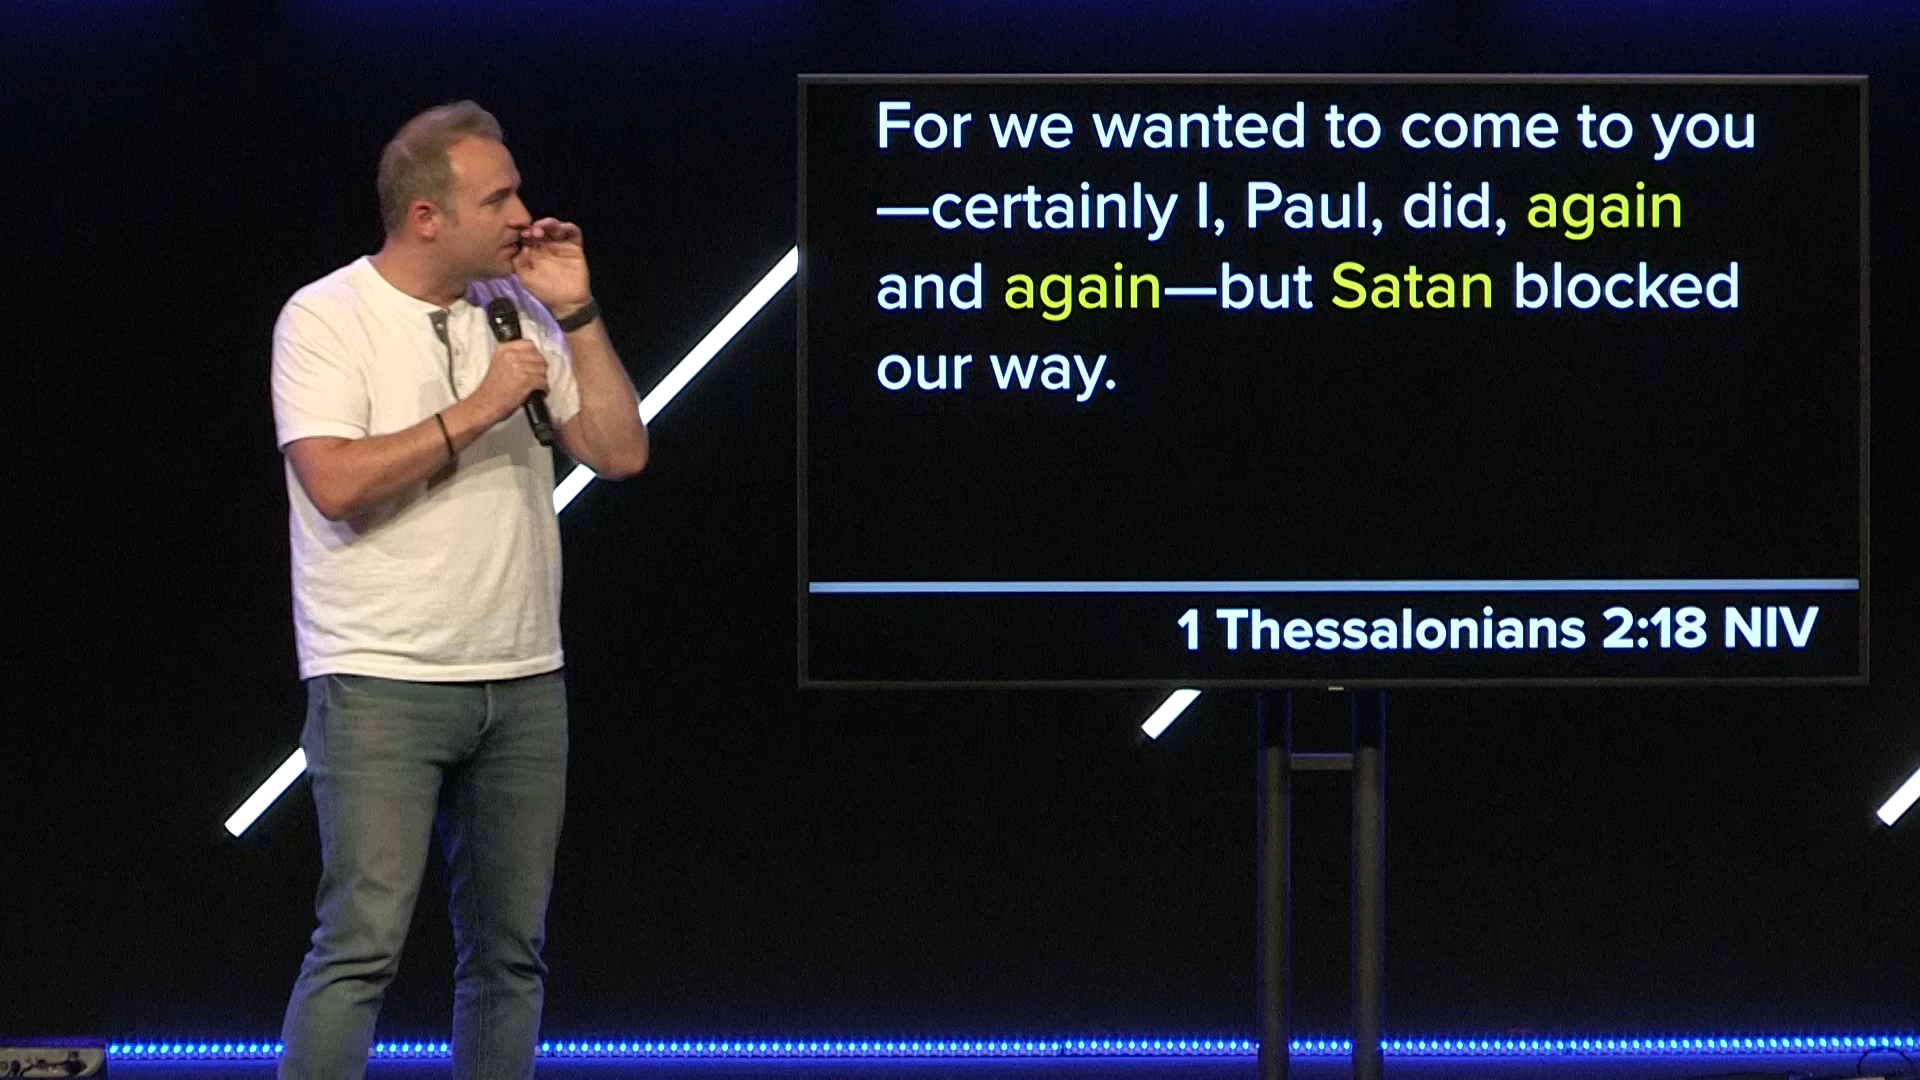 For we wanted to come to you
—certainly I, Paul, did, again
and again—but Satan blocked
our way.
1 Thessalonians 2:18 NIV